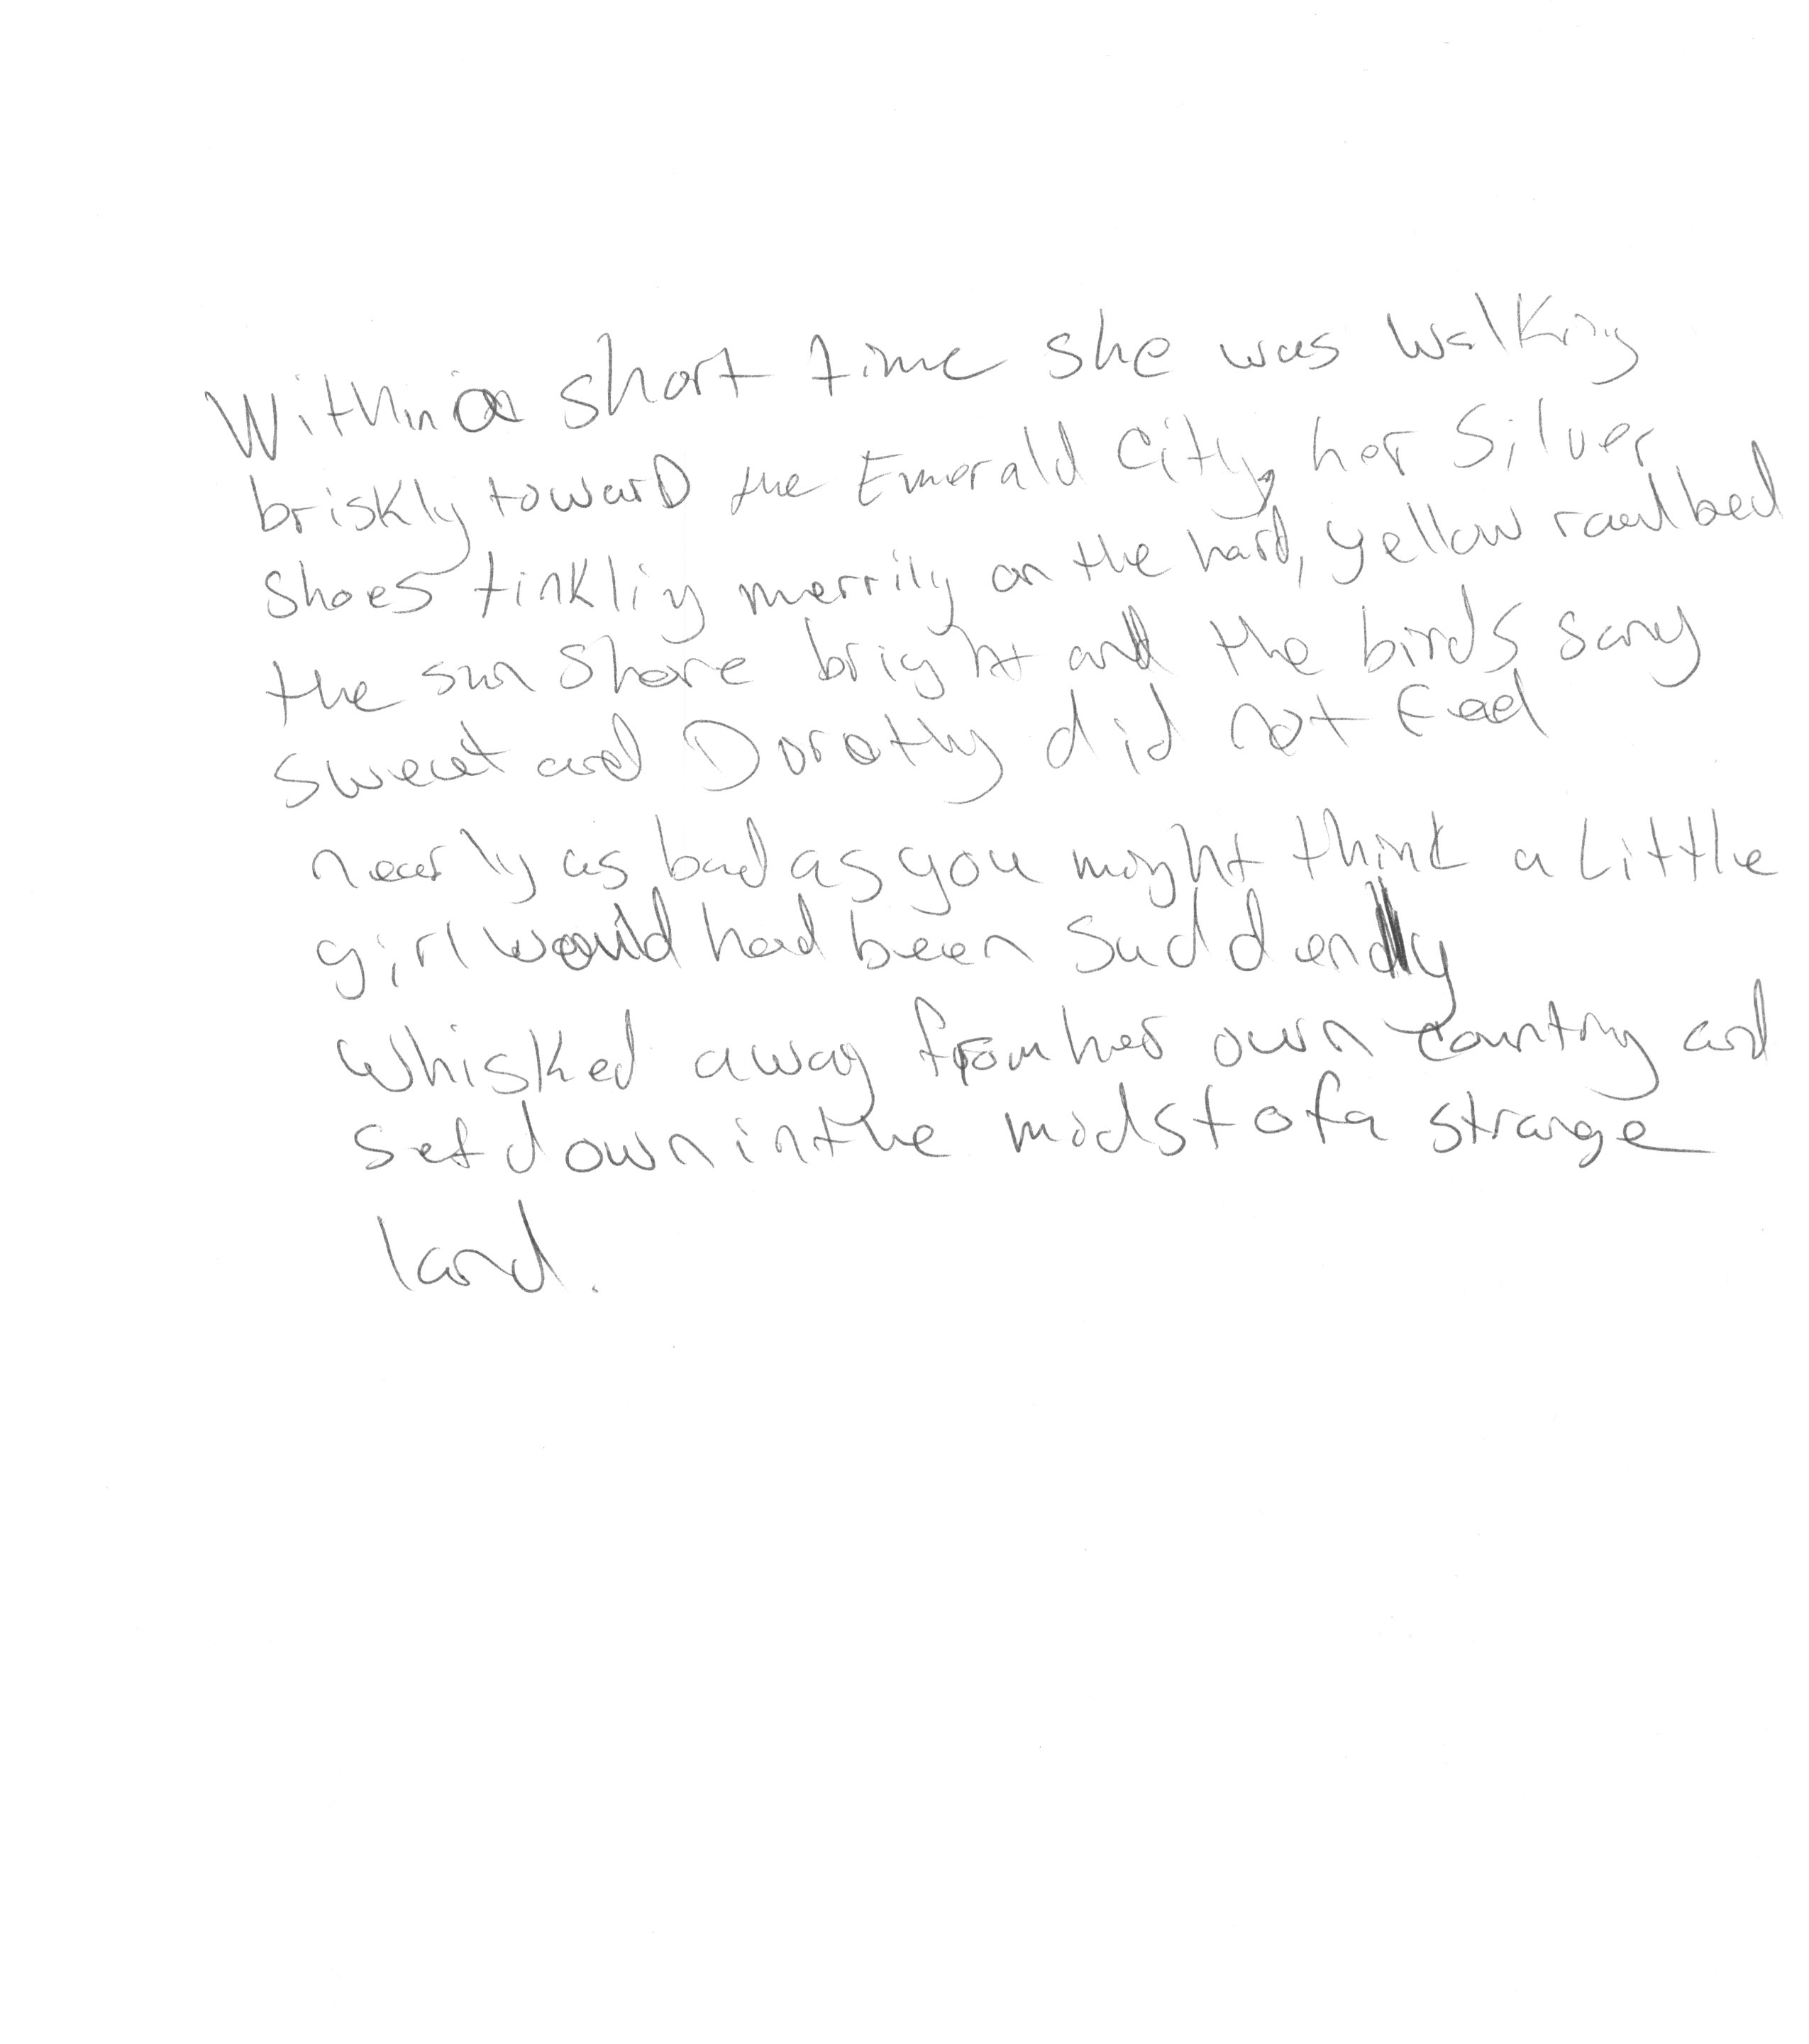 Within a short time she was walking
briskly toward the Emerald City, her Silver
Shoes tinkling merrily on the hard, yellow roadbed
the sun shone bright and the birds sang
sweet and Dorothy did not feel
nearly as bad as you might think a little
girl would had been suddenly
whisked away from her own country and
set down in the midst of a strange
land.